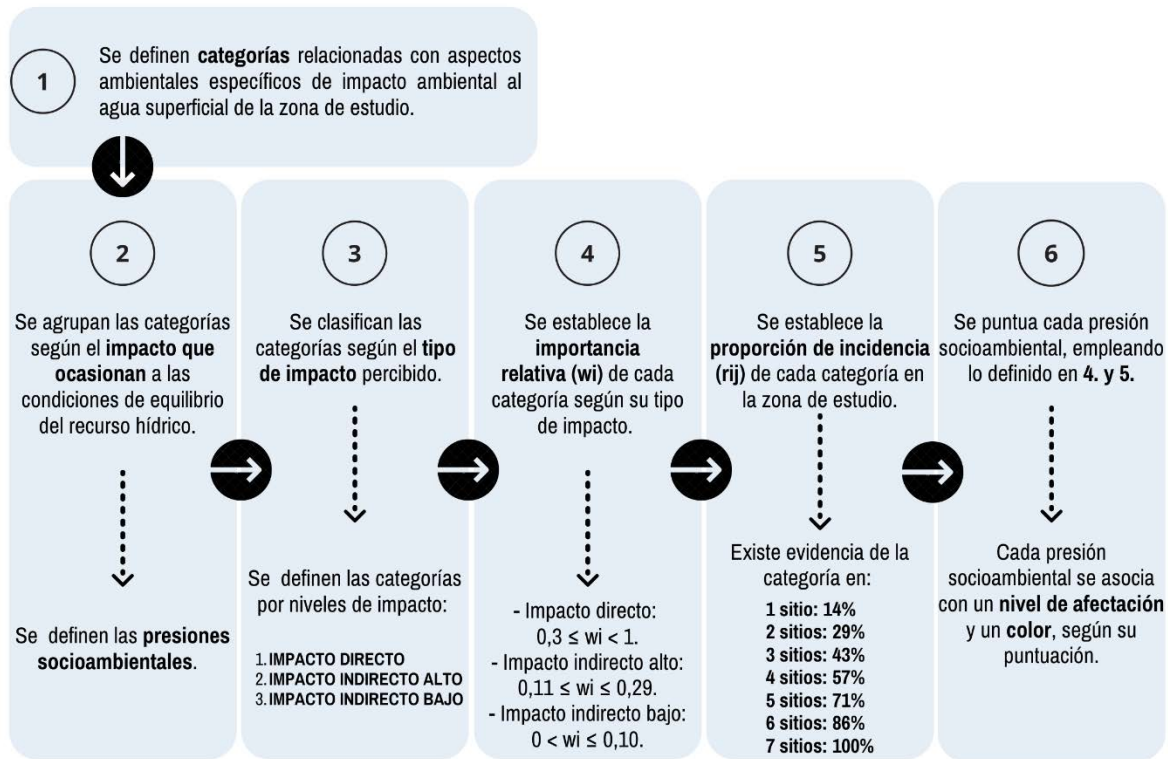 1
Se definen categorías relacionadas con aspectos
ambientales específicos de impacto ambiental al
agua superficial de la zona de estudio.
2
Se agrupan las categorías
según el impacto que
ocasionan a las
condiciones de equilibrio
del recurso hídrico.
Se definen las presiones
socioambientales.
3
Se clasifican las
categorías según el tipo
de impacto percibido.
Se definen las categorías
por niveles de impacto:
1. IMPACTO DIRECTO
2. IMPACTO INDIRECTO ALTO
3. IMPACTO INDIRECTO BAJO
4
Se establece la
importancia
relativa (wi) de cada
categoría según su tipo
de impacto.
- Impacto directo:
0,3 ≤ wi < 1.
- Impacto indirecto alto:
0,11 ≤ wi ≤ 0,29.
- Impacto indirecto bajo:
0 < wi ≤ 0,10.
5
Se establece la
proporción de incidencia
(rij) de cada categoría en
la zona de estudio.
Existe evidencia de la
categoría en:
1 sitio: 14%
2 sitios: 29%
3 sitios: 43%
4 sitios: 57%
5 sitios: 71%
6 sitios: 86%
7 sitios: 100%
6
Se puntua cada presión
socioambiental, empleando
lo definido en 4. y 5.
Cada presión
socioambiental se asocia
con un nivel de afectación
y un color, según su
puntuación.